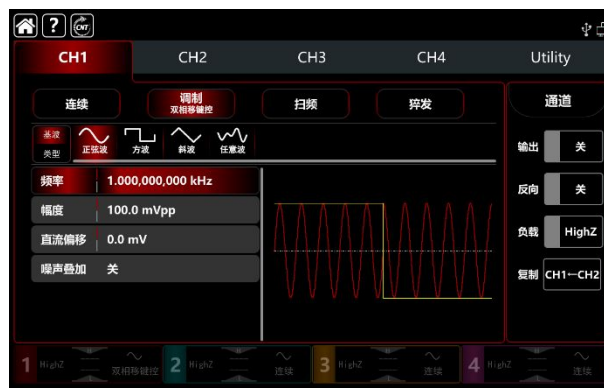 ? CNT
CH1 CH2 CH3 CH4 Utility
连续 调制 扫频 猝发 通道
双相移键控
基波 类型 正弦波 方波 斜波 任意波
输出 关
频率 1.000,000,000 kHz
反向 关
幅度 100.0 mVpp
负载 HighZ
直流偏移 0.0 mV
复制 CH1←CH2
噪声叠加 关
1 HighZ 双相移键控 2 HighZ 连续 3 HighZ 连续 4 HighZ 连续